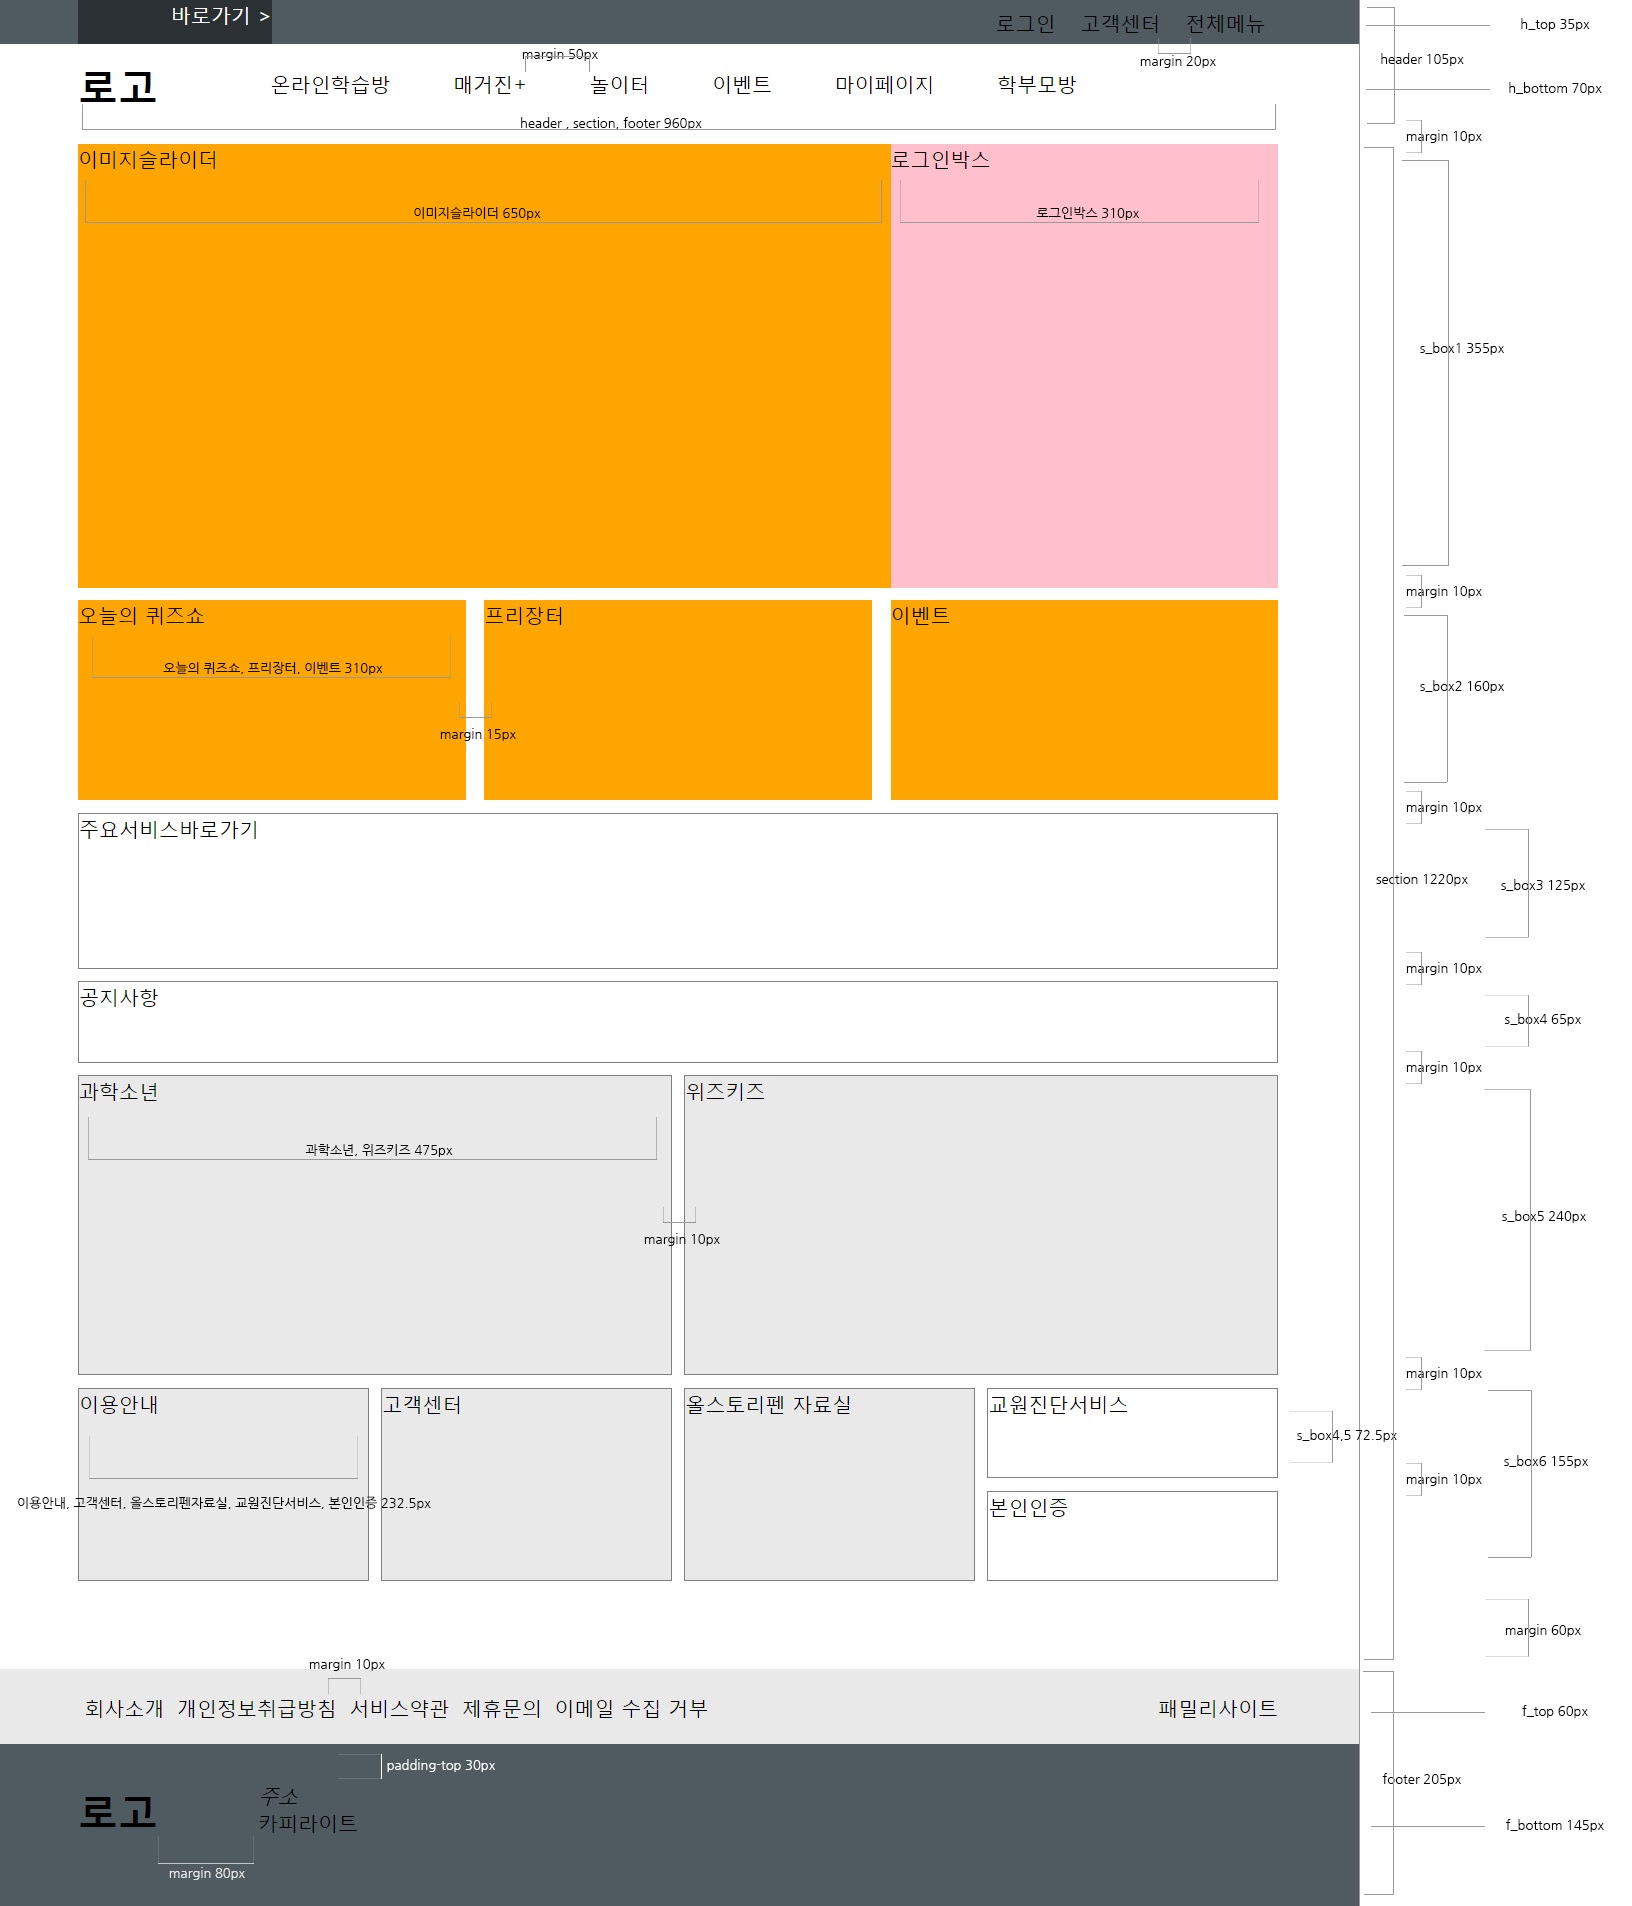 바로가기 >
로그인 고객센터 전체메뉴
h_top 35px
margin 50px
margin 20px
header 105px
로고
온라인학습방 매거진+ 놀이터 이벤트 마이페이지 학부모방
h_bottom 70px
header , section, footer 960px
margin 10px
이미지슬라이더
로그인박스
이미지슬라이더 650px
로그인박스 310px
s_box1 355px
margin 10px
오늘의 퀴즈쇼
프리장터
이벤트
오늘의 퀴즈쇼, 프리장터, 이벤트 310px
s_box2 160px
margin 15px
margin 10px
주요서비스바로가기
section 1220px
s_box3 125px
margin 10px
공지사항
s_box4 65px
margin 10px
과학소년
위즈키즈
과학소년, 위즈키즈 475px
s_box5 240px
margin 10px
margin 10px
이용안내
고객센터
올스토리펜 자료실
교원진단서비스
s_box4,5 72.5px
s_box6 155px
margin 10px
이용안내, 고객센터, 올스토리펜자료실, 교원진단서비스, 본인인증 232.5px
본인인증
margin 60px
margin 10px
회사소개 개인정보취급방침 서비스약관 제휴문의 이메일 수집 거부
패밀리사이트
f_top 60px
padding-top 30px
footer 205px
로고
주소
카피라이트
f_bottom 145px
margin 80px